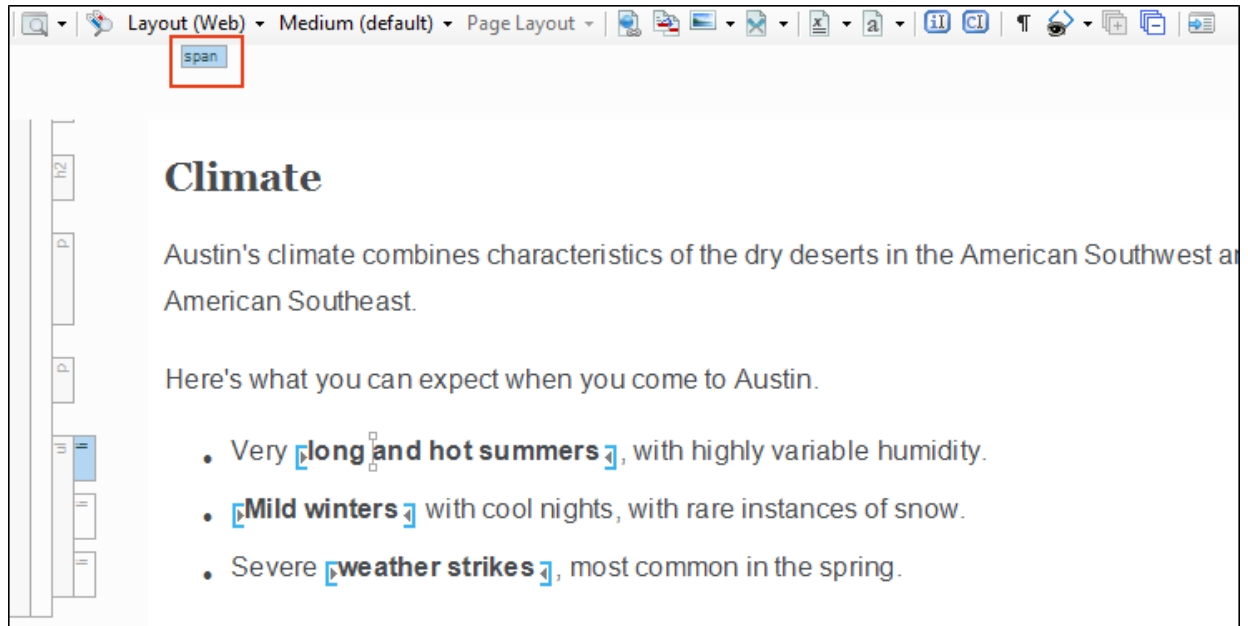 Layout (Web) Medium (default) Page Layout
span
h2
Climate
p
Austin's climate combines characteristics of the dry deserts in the American Southwest
American Southeast.
p
Here's what you can expect when you come to Austin.
ul
li
• Very long and hot summers, with highly variable humidity.
li
• Mild winters with cool nights, with rare instances of snow.
li
• Severe weather strikes, most common in the spring.